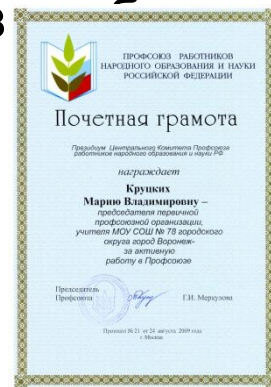 ПРОФСОЮЗ РАБОТНИКОВ
НАРОДНОГО ОБРАЗОВАНИЯ И НАУКИ
РОССИЙСКОЙ ФЕДЕРАЦИИ
Почетная грамота
Президиум Центрального Комитета Профсоюза
работников народного образования и науки РФ
награждает
Круцких
Марию Владимировну –
председателя первичной
профсоюзной организации,
учителя МОУ СОШ № 78 городского
округа город Воронеж-
за активную
работу в Профсоюзе
Председатель
Профсоюза
Г.И. Меркулова
Протокол № 21 от 24 августа 2009 года
г. Москва